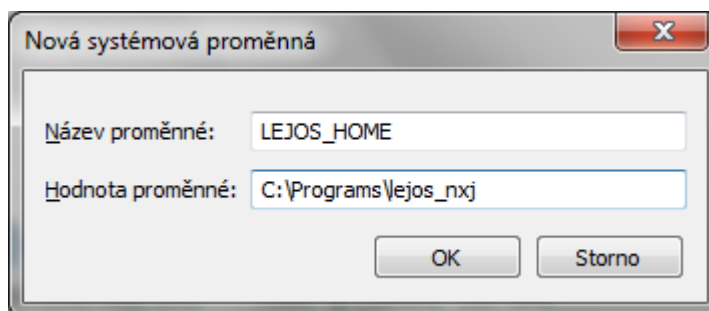 Nová systémová proměnná
Název proměnné: LEJOS_HOME
Hodnota proměnné: C:\Programs\lejos_nxj
OK Storno